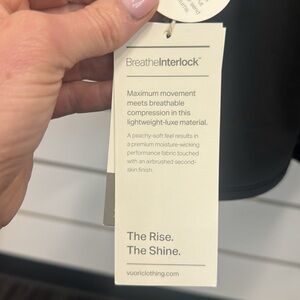 BreatheInterlock™
Maximum movement
meets breathable
compression in this
lightweight-luxe material.
A peachy-soft feel results in
a premium moisture-wicking
performance fabric touched
with an airbrushed second-
skin finish.
The Rise.
The Shine.
vuoriclothing.com